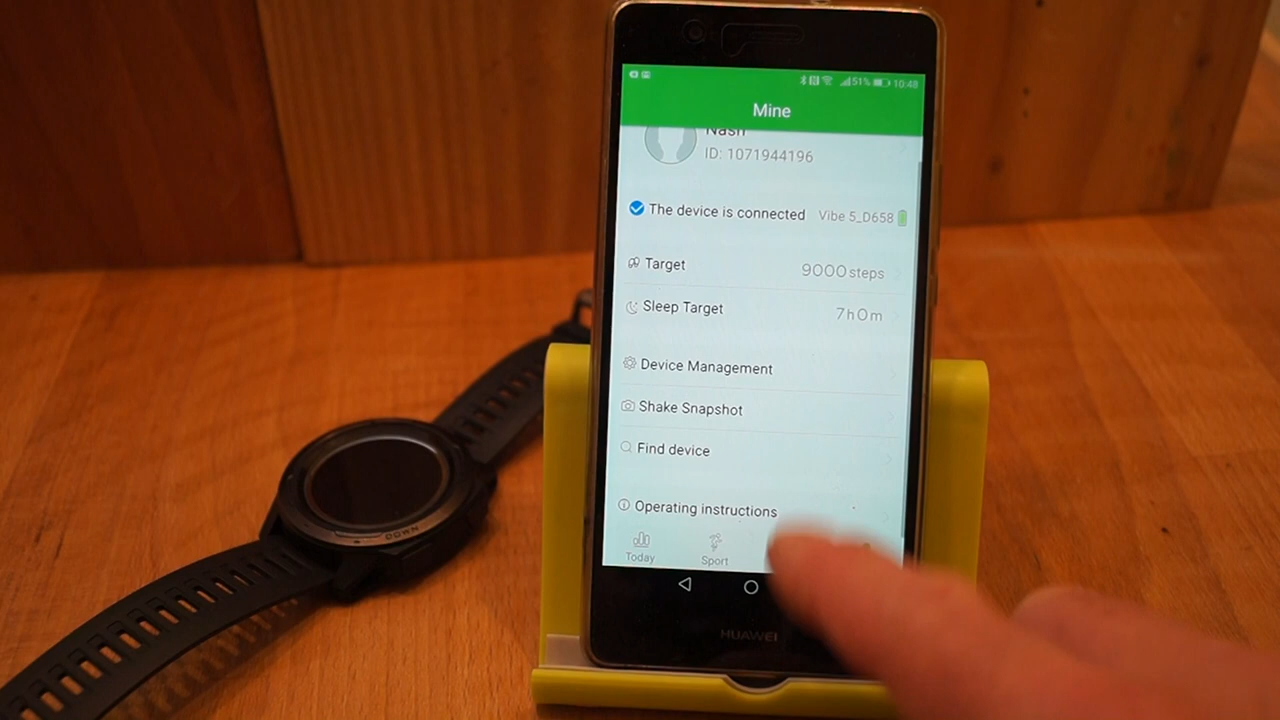 51% 10:48
Mine
Nash
ID: 1071944196
The device is connected Vibe 5_D658
Target 9000 steps
Sleep Target 7h0m
Device Management
Shake Snapshot
Find device
Operating instructions
Today Sport
HUAWEI
DOWN